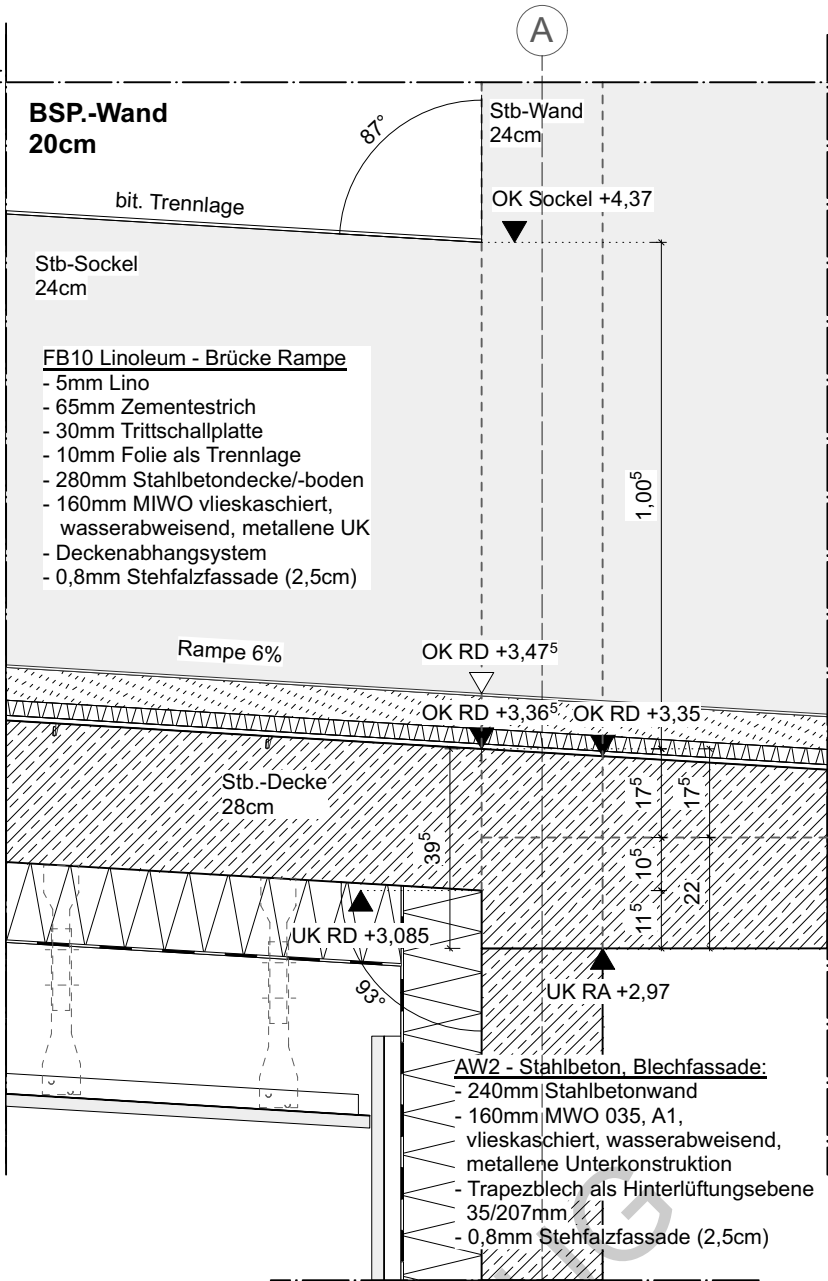 A
BSP.-Wand
20cm
87°
Stb-Wand
24cm
bit. Trennlage
OK Sockel +4,37
Stb-Sockel
24cm
FB10 Linoleum - Brücke Rampe
- 5mm Lino
- 65mm Zementestrich
- 30mm Trittschallplatte
- 10mm Folie als Trennlage
- 280mm Stahlbetondecke/-boden
- 160mm MIWO vlieskaschiert,
wasserabweisend, metallene UK
- Deckenabhangsystem
- 0,8mm Stehfalzfassade (2,5cm)
1,00⁵
Rampe 6%
OK RD +3,47⁵
OK RD +3,36⁵
OK RD +3,35
Stb.-Decke
28cm
17⁵
17⁵
39⁵
10⁵
11⁵
22
UK RD +3,085
93°
UK RA +2,97
AW2 - Stahlbeton, Blechfassade:
- 240mm Stahlbetonwand
- 160mm MWO 035, A1,
vlieskaschiert, wasserabweisend,
metallene Unterkonstruktion
- Trapezblech als Hinterlüftungsebene
35/207mm
- 0,8mm Stehfalzfassade (2,5cm)